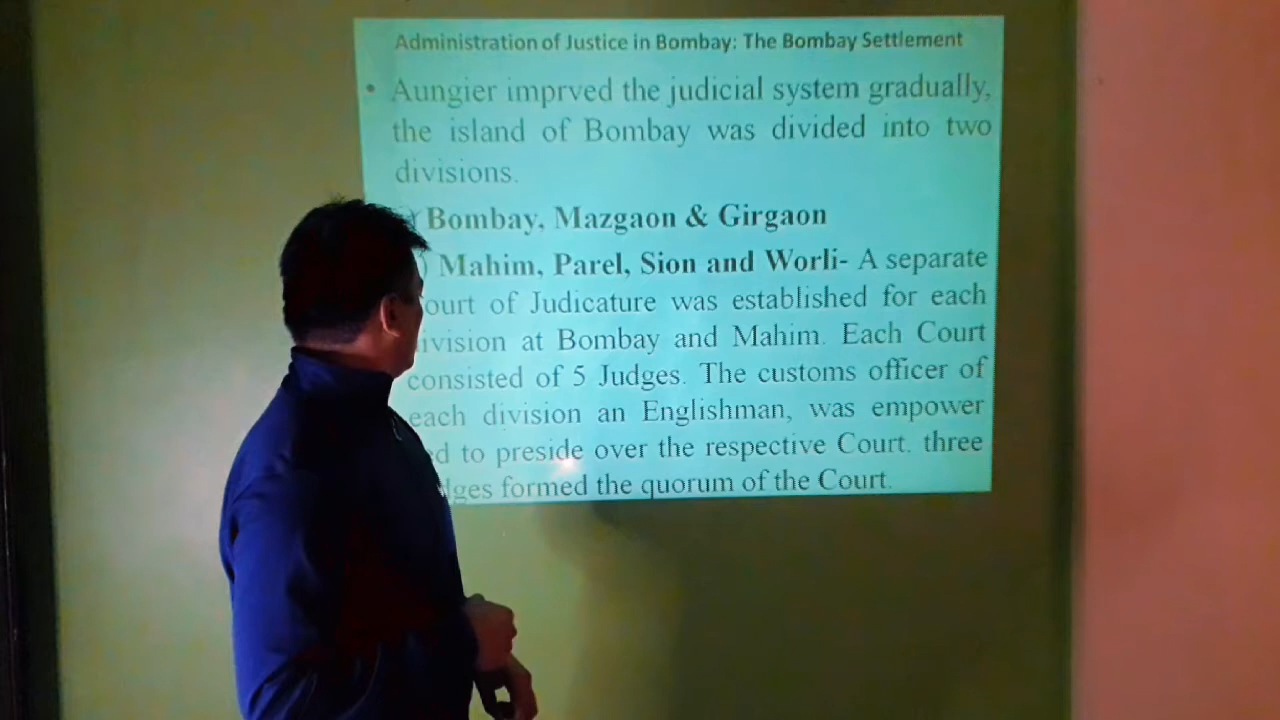 Administration of Justice in Bombay: The Bombay Settlement
• Aungier imprved the judicial system gradually,
the island of Bombay was divided into two
divisions.
Bombay, Mazgaon & Girgaon
) Mahim, Parel, Sion and Worli- A separate
ourt of Judicature was established for each
ivision at Bombay and Mahim. Each Court
consisted of 5 Judges. The customs officer of
each division an Englishman, was empower
ed to preside over the respective Court. three
dges formed the quorum of the Court.